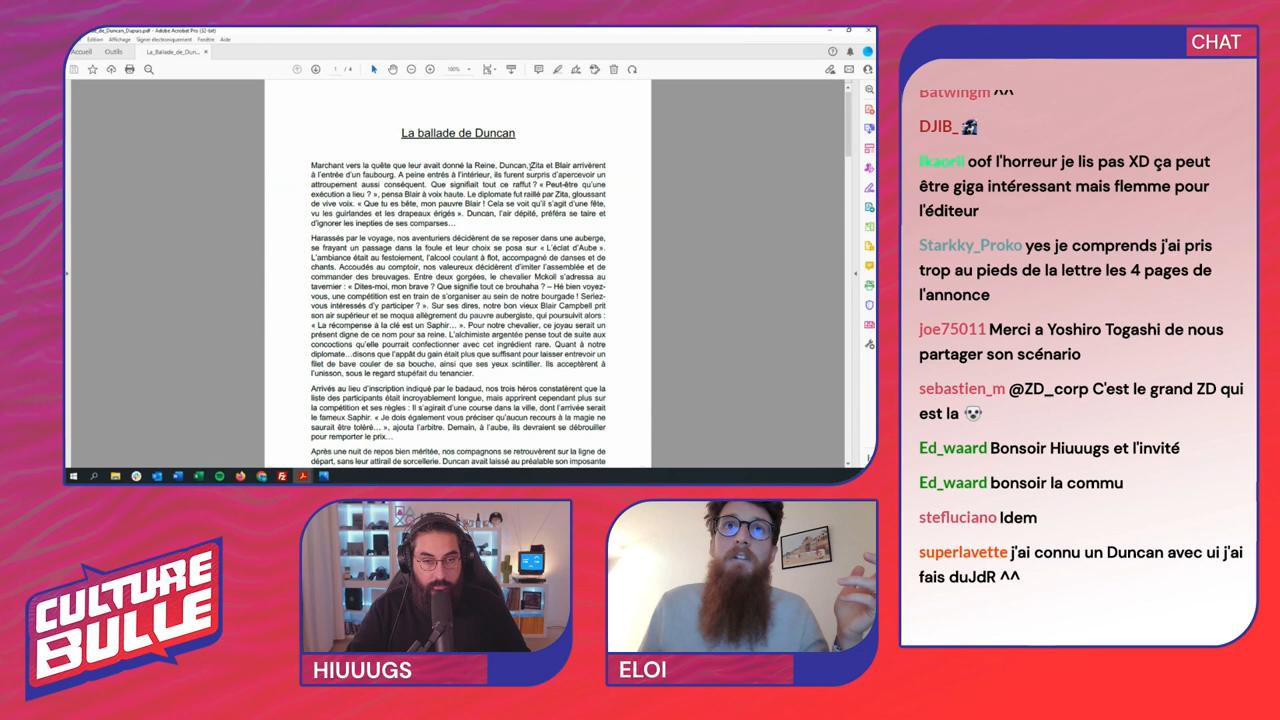 _de_Duncan_Dupuis.pdf - Adobe Acrobat Pro (32-bit)
Edition Affichage Signer électroniquement Fenêtre Aide
Accueil Outils La_Ballade_de_Dun... ×
1 / 4 100%
La ballade de Duncan
Marchant vers la quête que leur avait donné la Reine, Duncan, Zita et Blair arrivèrent
à l'entrée d'un faubourg. A peine entrés à l'intérieur, ils furent surpris d'apercevoir un
attroupement aussi conséquent. Que signifiait tout ce raffut ? « Peut-être qu'une
exécution a lieu ? », pensa Blair à voix haute. Le diplomate fut raillé par Zita, gloussant
de vive voix. « Que tu es bête, mon pauvre Blair ! Cela se voit qu'il s'agit d'une fête,
vu les guirlandes et les drapeaux érigés ». Duncan, l'air dépité, préféra se taire et
d'ignorer les inepties de ses comparses…
Harassés par le voyage, nos aventuriers décidèrent de se reposer dans une auberge,
se frayant un passage dans la foule et leur choix se posa sur « L'éclat d'Aube ».
L'ambiance était au festoiement, l'alcool coulant à flot, accompagné de danses et de
chants. Accoudés au comptoir, nos valeureux décidèrent d'imiter l'assemblée et de
commander des breuvages. Entre deux gorgées, le chevalier Mckoli s'adressa au
tavernier : « Dites-moi, mon brave ? Que signifie tout ce brouhaha ? – Hé bien voyez-
vous, une compétition est en train de s'organiser au sein de notre bourgade ! Seriez-
vous intéressés d'y participer ? ». Sur ses dires, notre bon vieux Blair Campbell prit
son air supérieur et se moqua allègrement du pauvre aubergiste, qui poursuivit alors :
« La récompense à la clé est un Saphir… ». Pour notre chevalier, ce joyau serait un
présent digne de ce nom pour sa reine. L'alchimiste argentée pense tout de suite aux
concoctions qu'elle pourrait confectionner avec cet ingrédient rare. Quant à notre
diplomate…disons que l'appât du gain était plus que suffisant pour laisser entrevoir un
filet de bave couler de sa bouche, ainsi que ses yeux scintiller. Ils acceptèrent à
l'unisson, sous le regard stupéfait du tenancier.
Arrivés au lieu d'inscription indiqué par le badaud, nos trois héros constatèrent que la
liste des participants était incroyablement longue, mais apprirent cependant plus sur
la compétition et ses règles : Il s'agirait d'une course dans la ville, dont l'arrivée serait
le fameux Saphir. « Je dois également vous préciser qu'aucun recours à la magie ne
saurait être toléré… », ajouta l'arbitre. Demain, à l'aube, ils devraient se débrouiller
pour remporter le prix…
Après une nuit de repos bien méritée, nos compagnons se retrouvèrent sur la ligne de
départ, sans leur attirail de sorcellerie. Duncan avait laissé au préalable son imposante
CHAT
Batwingm ^^
DJIB_
Ikaorii oof l'horreur je lis pas XD ça peut
être giga intéressant mais flemme pour
l'éditeur
Starkky_Proko yes je comprends j'ai pris
trop au pieds de la lettre les 4 pages de
l'annonce
joe75011 Merci a Yoshiro Togashi de nous
partager son scénario
sebastien_m @ZD_corp C'est le grand ZD qui
est la
Ed_waard Bonsoir Hiuuugs et l'invité
Ed_waard bonsoir la commu
stefluciano Idem
superlavette j'ai connu un Duncan avec ui j'ai
fais duJdR ^^
CULTURE
BULLE
HIUUUGS
ELOI